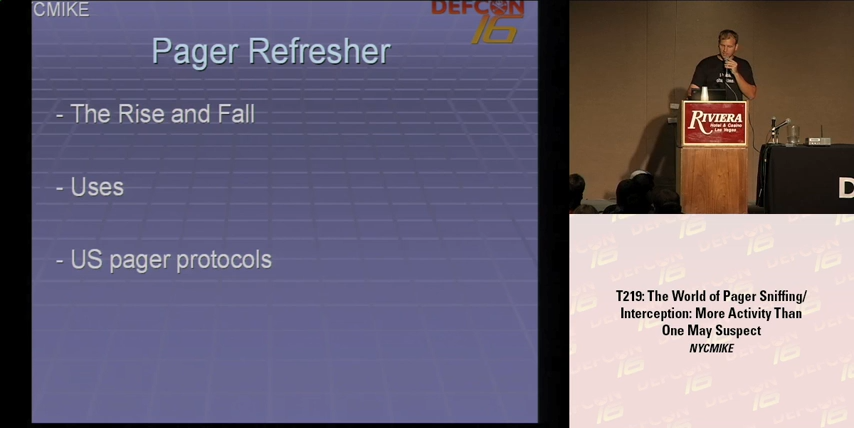 CMIKE
DEFCON
16
Pager Refresher
- The Rise and Fall
- Uses
- US pager protocols
RIVIERA
Hotel & Casino
Las Vegas
D
T219: The World of Pager Sniffing/
Interception: More Activity Than
One May Suspect
NYCMIKE